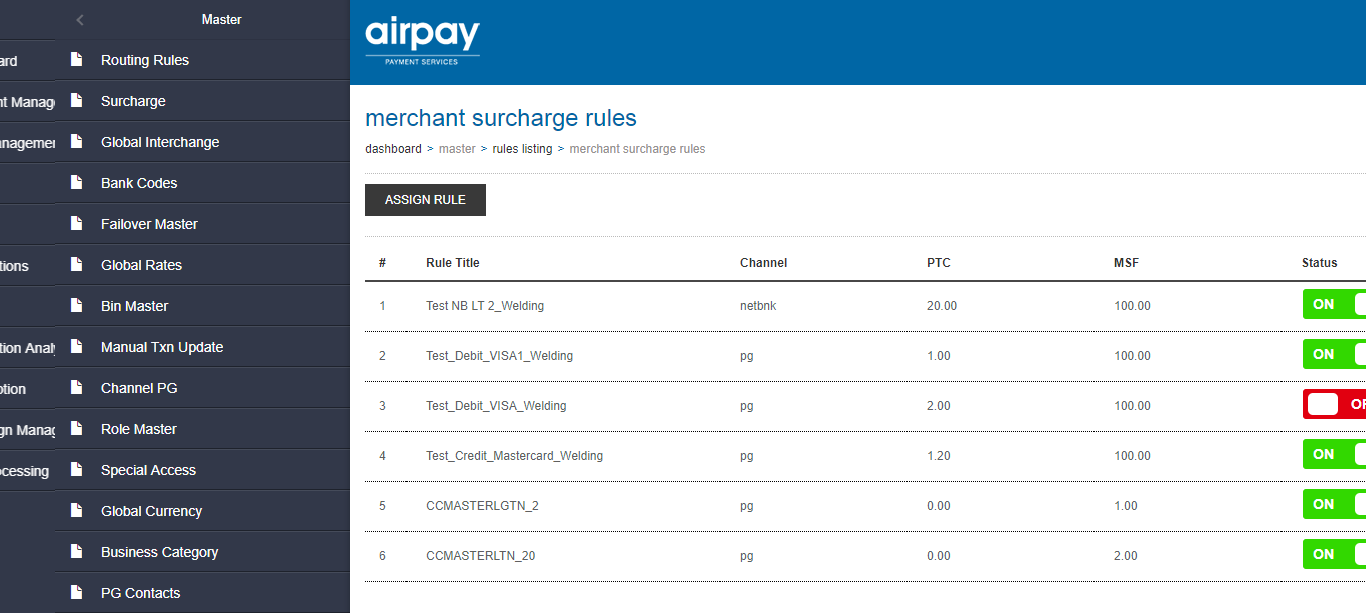 Master
ard
Routing Rules
nt Manag
Surcharge
anagemen
Global Interchange
Bank Codes
Failover Master
tions
Global Rates
Bin Master
tion Analy
Manual Txn Update
ption
Channel PG
gn Manag
Role Master
ocessing
Special Access
Global Currency
Business Category
PG Contacts
airpay
PAYMENT SERVICES
merchant surcharge rules
dashboard > master > rules listing > merchant surcharge rules
ASSIGN RULE
# Rule Title Channel PTC MSF Status
1 Test NB LT 2_Welding netbnk 20.00 100.00 ON
2 Test_Debit_VISA1_Welding pg 1.00 100.00 ON
3 Test_Debit_VISA_Welding pg 2.00 100.00 OF
4 Test_Credit_Mastercard_Welding pg 1.20 100.00 ON
5 CCMASTERLGTN_2 pg 0.00 1.00 ON
6 CCMASTERLTN_20 pg 0.00 2.00 ON